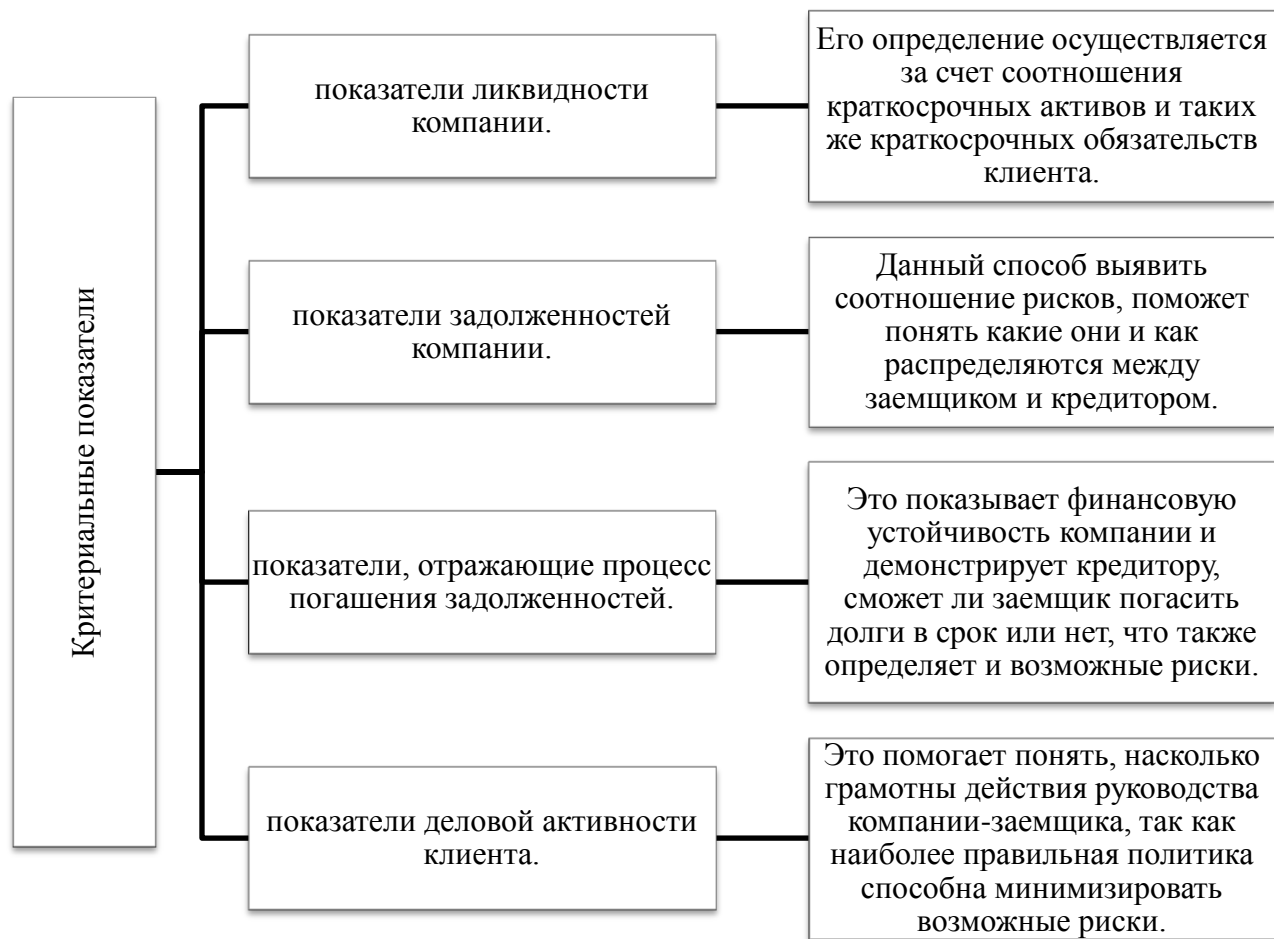 Критериальные показатели
показатели ликвидности
компании.
Его определение осуществляется
за счет соотношения
краткосрочных активов и таких
же краткосрочных обязательств
клиента.
показатели задолженностей
компании.
Данный способ выявить
соотношение рисков, поможет
понять какие они и как
распределяются между
заемщиком и кредитором.
показатели, отражающие процесс
погашения задолженностей.
Это показывает финансовую
устойчивость компании и
демонстрирует кредитору,
сможет ли заемщик погасить
долги в срок или нет, что также
определяет и возможные риски.
показатели деловой активности
клиента.
Это помогает понять, насколько
грамотны действия руководства
компании-заемщика, так как
наиболее правильная политика
способна минимизировать
возможные риски.